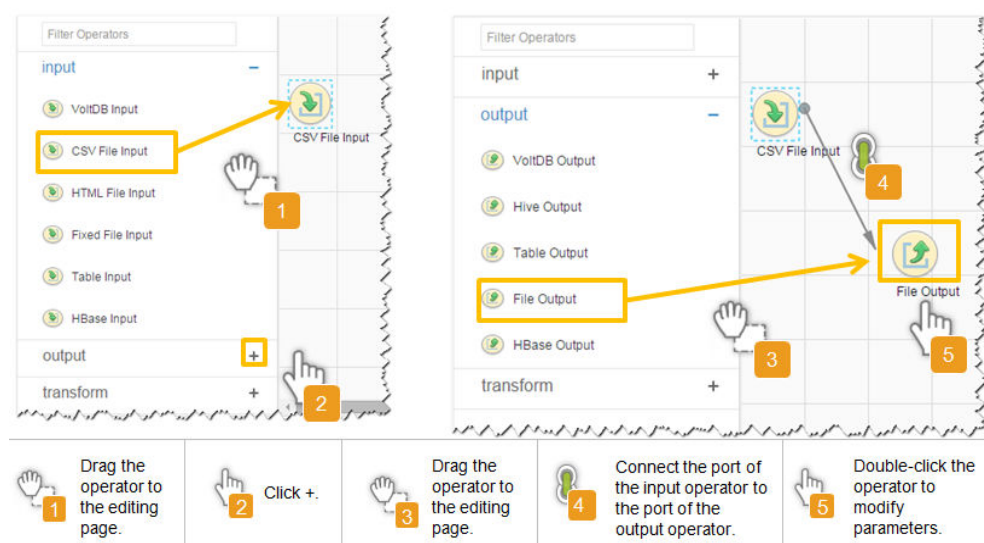 Filter Operators
input
–
VoltDB Input
CSV File Input
HTML File Input
Fixed File Input
Table Input
HBase Input
output
+
transform
+
CSV File Input
1
2
Filter Operators
input
+
output
–
VoltDB Output
Hive Output
Table Output
File Output
HBase Output
transform
+
CSV File Input
4
File Output
3
5
1
Drag the
operator to
the editing
page.
2
Click +.
3
Drag the
operator to
the editing
page.
4
Connect the port of
the input operator to
the port of the
output operator.
5
Double-click the
operator to
modify
parameters.